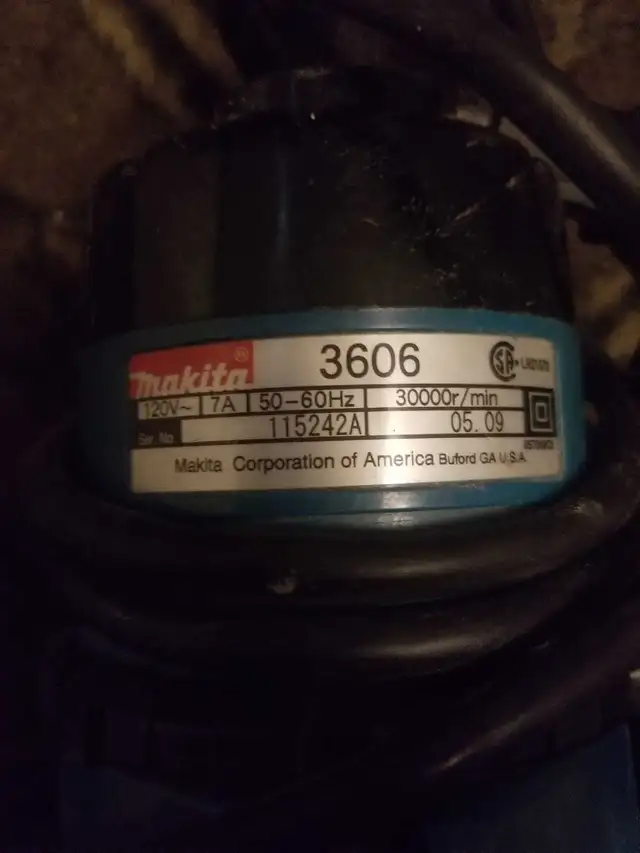 makita® 3606
120V~ 7A 50-60Hz 30000r/min
Ser. No. 115242A 05.09
Makita Corporation of America Buford GA U.S.A.